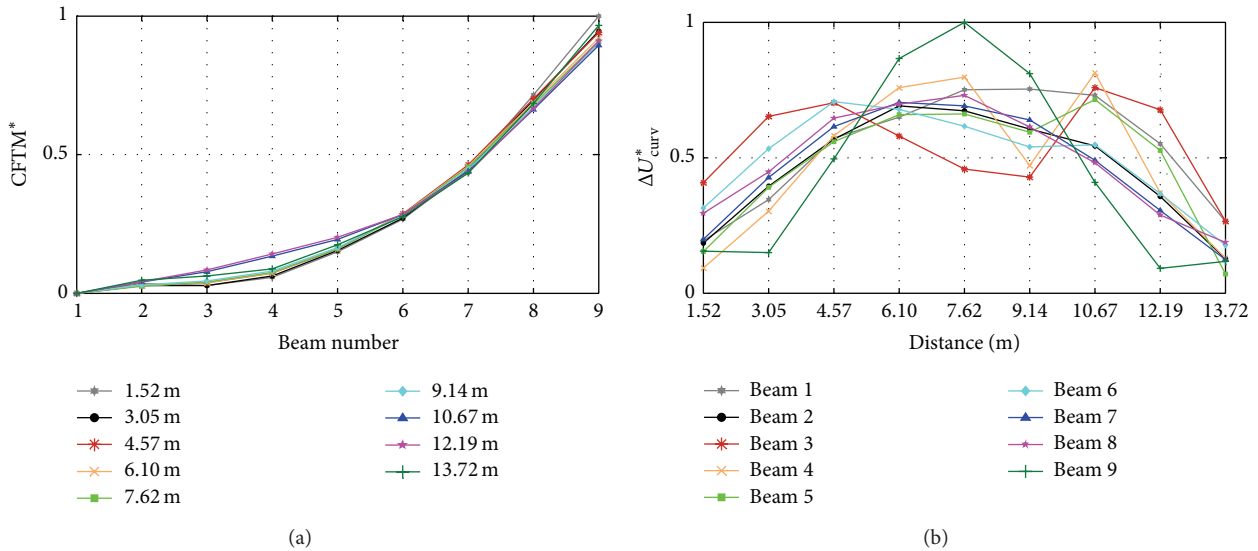 1
0.5
0
CFTM*
1 2 3 4 5 6 7 8 9
Beam number
1.52 m
3.05 m
4.57 m
6.10 m
7.62 m
9.14 m
10.67 m
12.19 m
13.72 m
(a)
1
0.5
0
ΔU*curv
1.52 3.05 4.57 6.10 7.62 9.14 10.67 12.19 13.72
Distance (m)
Beam 1
Beam 2
Beam 3
Beam 4
Beam 5
Beam 6
Beam 7
Beam 8
Beam 9
(b)